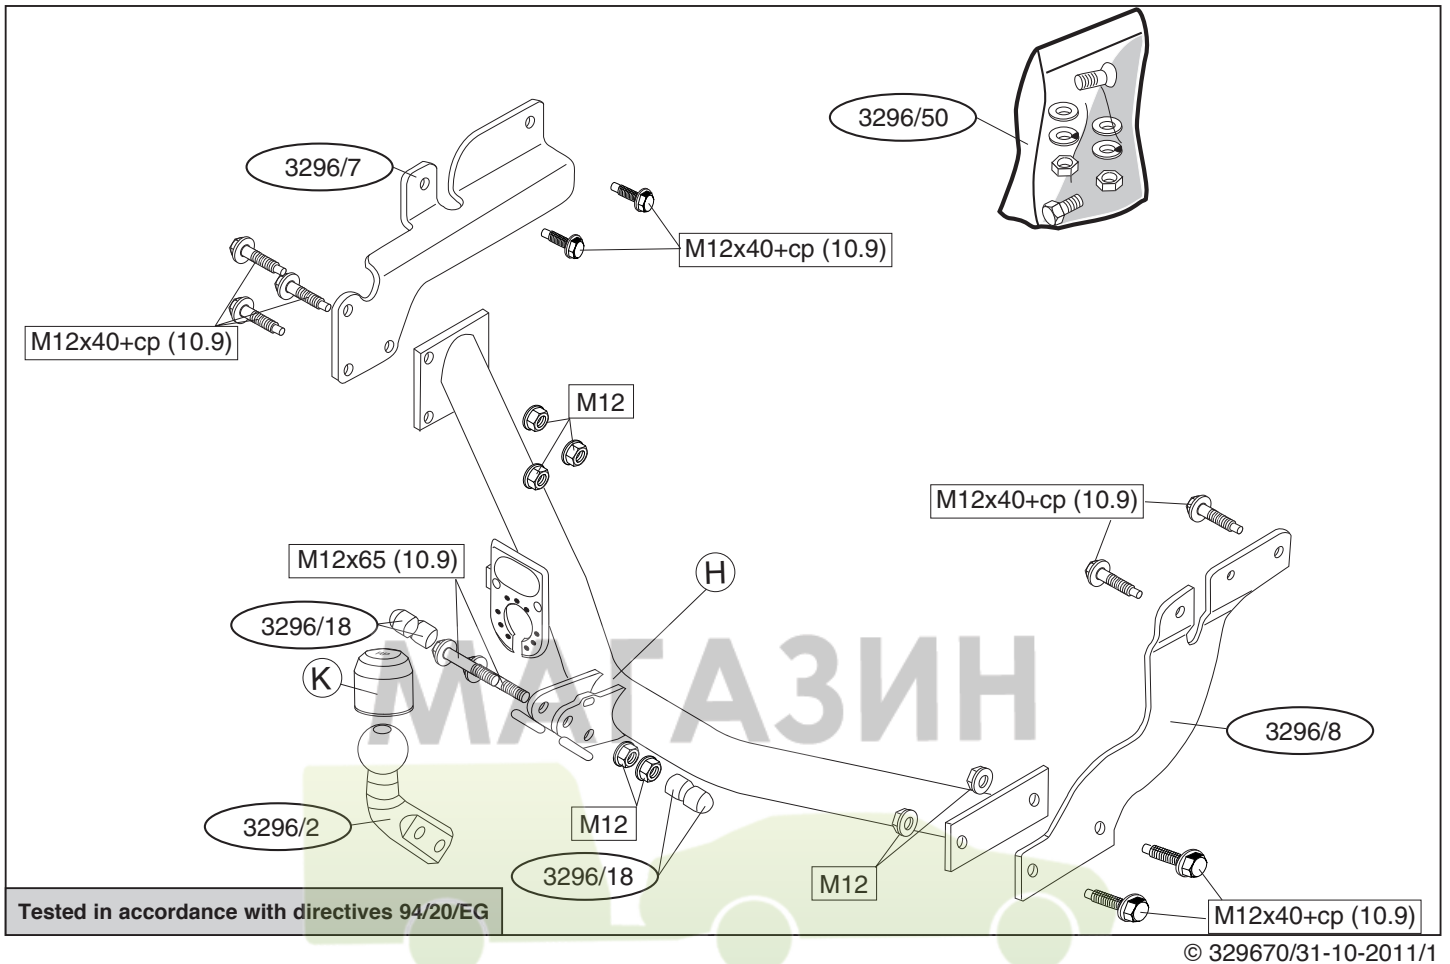 3296/50
3296/7
M12x40+cp (10.9)
M12x40+cp (10.9)
M12
M12x40+cp (10.9)
M12x65 (10.9)
H
3296/18
K
МАГАЗИН
3296/8
3296/2
M12
3296/18
M12
M12x40+cp (10.9)
Tested in accordance with directives 94/20/EG
© 329670/31-10-2011/1